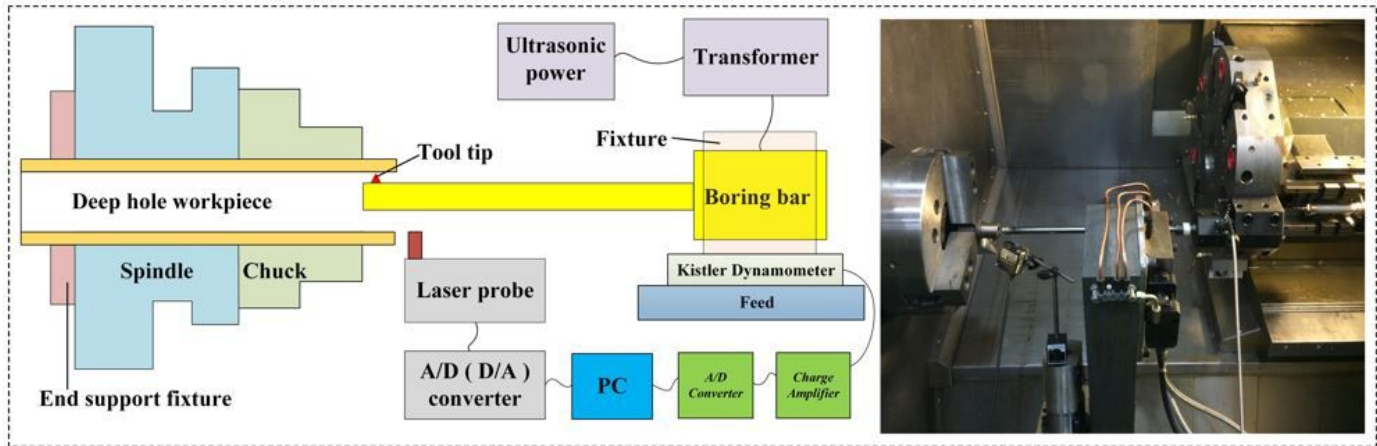 Ultrasonic
power
Transformer
Fixture
Tool tip
Deep hole workpiece
Boring bar
Spindle
Chuck
Kistler Dynamometer
Laser probe
Feed
A/D ( D/A )
converter
PC
A/D
Converter
Charge
Amplifier
End support fixture